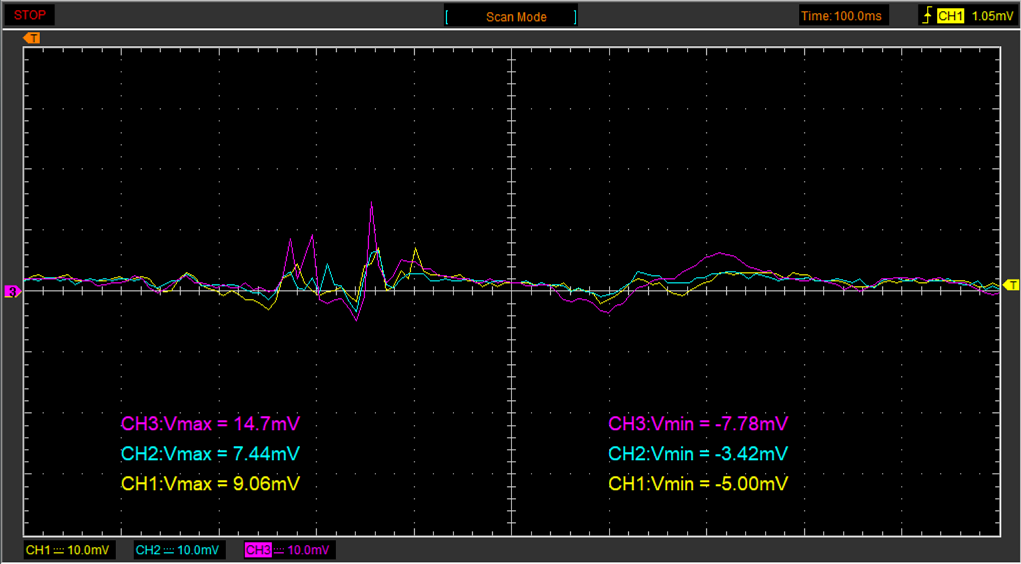 STOP
[ Scan Mode ]
Time:100.0ms
CH1 1.05mV
T
3
T
CH3:Vmax = 14.7mV
CH3:Vmin = -7.78mV
CH2:Vmax = 7.44mV
CH2:Vmin = -3.42mV
CH1:Vmax = 9.06mV
CH1:Vmin = -5.00mV
CH1 10.0mV
CH2 10.0mV
CH3 10.0mV